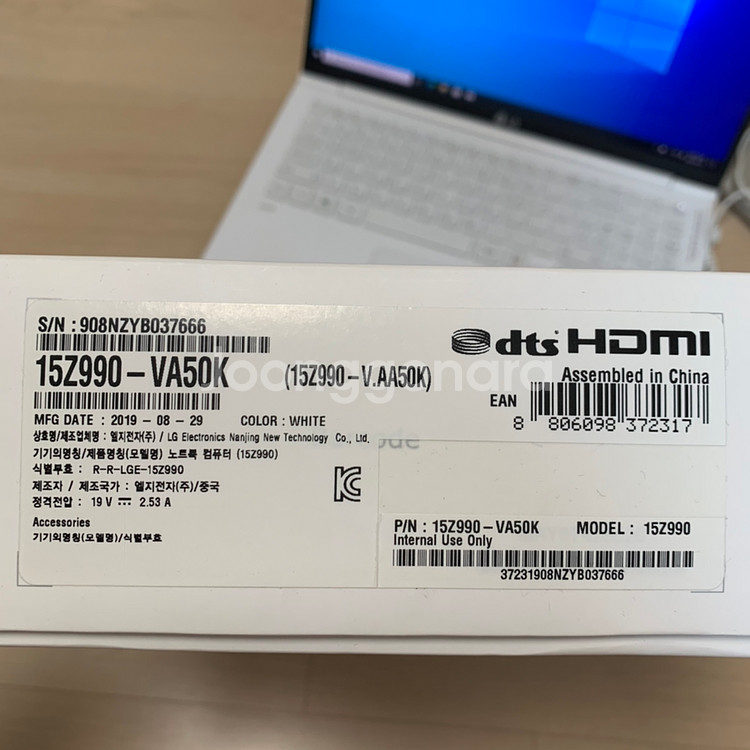 S/N : 908NZYB037666
dts HDMI
15Z990-VA50K (15Z990-V.AA50K)
joonggonara
Assembled in China
EAN
8 806098 372317
MFG DATE : 2019 - 08 - 29 COLOR : WHITE
상호명/제조업체명 : 엘지전자(주) / LG Electronics Nanjing New Technology Co., Ltd.
기기의명칭/제품명칭(모델명) 노트룩 컴퓨터 (15Z990)
식별부호 : R-R-LGE-15Z990
제조자 / 제조국가 : 엘지전자(주)/중국
정격전압 : 19 V 2.53 A
Accessories
기기의명칭(모델명)/식별부호
P/N : 15Z990-VA50K MODEL : 15Z990
Internal Use Only
37231908NZYB037666